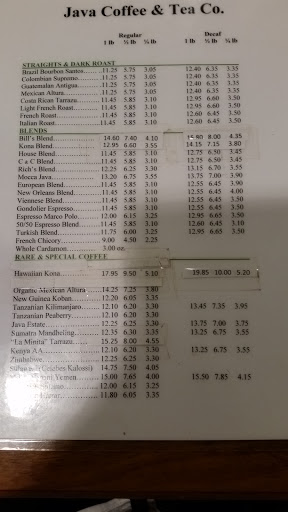 Java Coffee & Tea Co.
Regular Decaf
1 lb ½ lb ¼ lb 1 lb ½ lb ¼ lb
STRAIGHTS & DARK ROAST
Brazil Bourbon Santos 11.25 5.75 3.05 12.40 6.35 3.35
Colombian Supremo 11.25 5.75 3.05 12.40 6.35 3.35
Guatemalan Antigua 11.25 5.75 3.05 12.40 6.35 3.35
Mexican Altura 11.25 5.75 3.05 12.40 6.35 3.35
Costa Rican Tarrazu 11.45 5.85 3.10 12.95 6.60 3.50
Light French Roast 11.45 5.85 3.10 12.60 6.45 3.50
French Roast 11.45 5.85 3.10 12.60 6.45 3.50
Italian Roast 11.45 5.85 3.10 12.60 6.45 3.50
BLENDS
Bill's Blend 14.60 7.40 4.10 8.00 4.35
Kona Blend 12.95 6.60 3.55 14.15 7.15 3.80
House Blend 11.45 5.85 3.10 12.75 6.50 3.45
C & C Blend 11.45 5.85 3.10 12.75 6.50 3.45
Rich's Blend 12.25 6.25 3.30 13.15 6.70 3.55
Mocca Java 13.20 6.75 3.55 13.75 7.00 3.90
European Blend 11.45 5.85 3.10 12.55 6.45 3.90
New Orleans Blend 11.45 5.85 3.10 12.55 6.45 4.00
Viennese Blend 11.45 5.85 3.10 12.55 6.45 3.50
Gondolier Espresso 11.45 5.85 3.10 12.55 6.45 3.50
Espresso Marco Polo 12.00 6.15 3.25 12.95 6.65 3.50
50/50 Espresso Blend 11.45 5.85 3.10 12.60 6.45 3.10
Turkish Blend 11.75 6.00 3.25 12.95 6.65 3.50
French Chicory 9.00 4.50 2.25
Whole Cardamon 3.00 oz.
RARE & SPECIAL COFFEE
Hawaiian Kona 17.95 9.50 5.10 19.85 10.00 5.20
Organic Mexican Altura 14.25 7.25 3.80
New Guinea Koban 12.20 6.05 3.35
Tanzanian Kilimanjaro 12.10 6.20 3.30 13.45 7.35 3.95
Tanzanian Peaberry 12.10 6.20 3.30
Java Estate 12.25 6.25 3.30 13.75 7.00 3.75
Sumatra Mandheling 12.35 6.30 3.35 13.25 6.75 3.55
"La Minita" Tarrazu 15.25 8.00 4.55
Kenya AA 12.10 6.20 3.30 13.25 6.75 3.55
Zimbabwe 12.25 6.25 3.30
(Celebes Kalossi) 14.75 7.50 4.05
Yemen 15.00 7.65 4.00 15.50 7.85 4.15
12.00 6.15 3.25
11.80 6.05 3.35